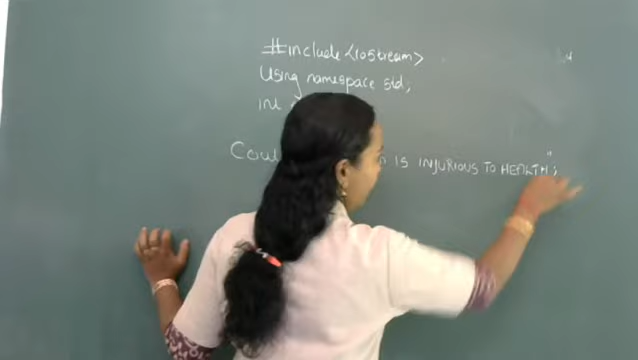 #include <iostream>
Using namespace std;
int
Cou is INJURIOUS TO HEALTH";